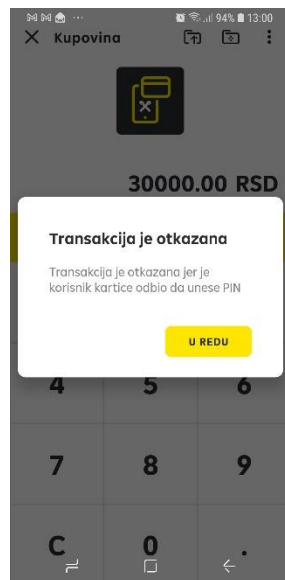 94% 13:00
Kupovina
30000.00 RSD
Transakcija je otkazana
Transakcija je otkazana jer je
korisnik kartice odbio da unese PIN
U REDU
4 5 6
7 8 9
C 0 .